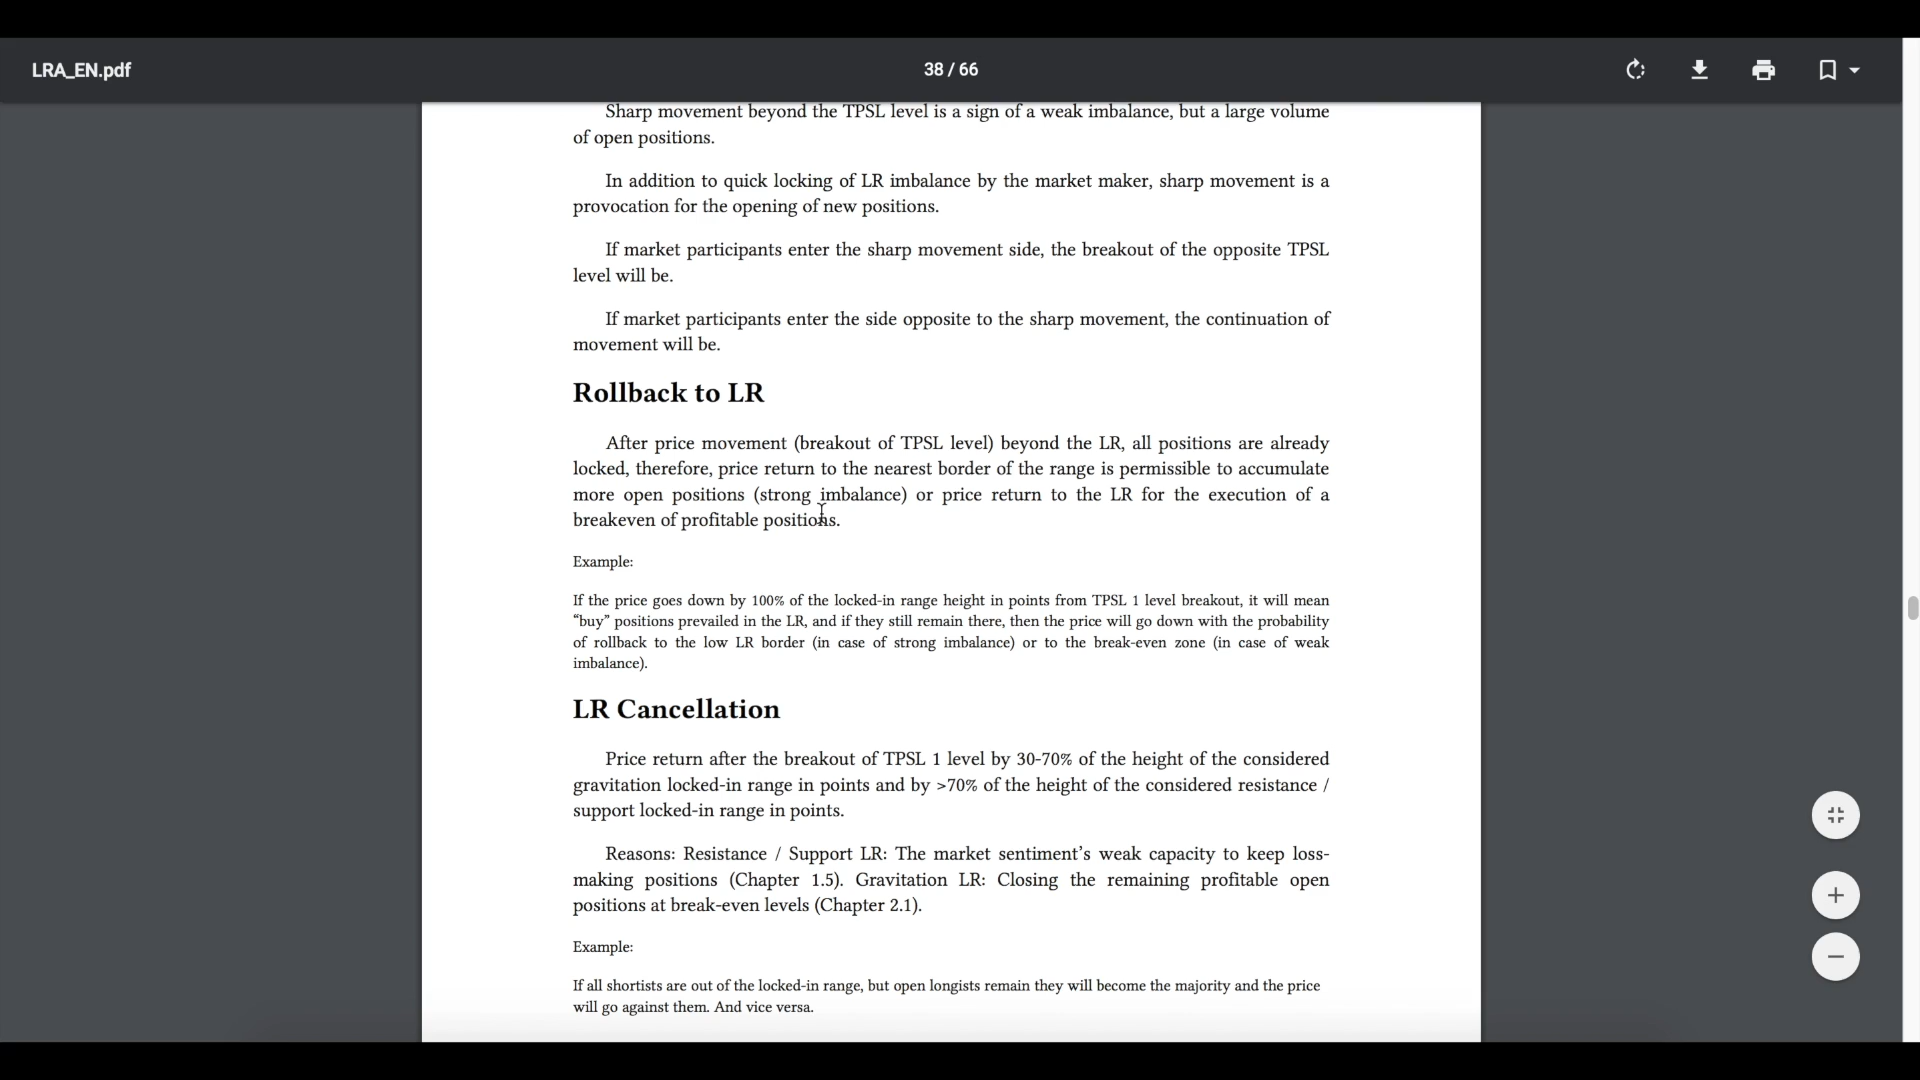 LRA_EN.pdf
38 / 66
Sharp movement beyond the TPSL level is a sign of a weak imbalance, but a large volume
of open positions.
In addition to quick locking of LR imbalance by the market maker, sharp movement is a
provocation for the opening of new positions.
If market participants enter the sharp movement side, the breakout of the opposite TPSL
level will be.
If market participants enter the side opposite to the sharp movement, the continuation of
movement will be.
Rollback to LR
After price movement (breakout of TPSL level) beyond the LR, all positions are already
locked, therefore, price return to the nearest border of the range is permissible to accumulate
more open positions (strong imbalance) or price return to the LR for the execution of a
breakeven of profitable positions.
Example:
If the price goes down by 100% of the locked-in range height in points from TPSL 1 level breakout, it will mean
“buy” positions prevailed in the LR, and if they still remain there, then the price will go down with the probability
of rollback to the low LR border (in case of strong imbalance) or to the break-even zone (in case of weak
imbalance).
LR Cancellation
Price return after the breakout of TPSL 1 level by 30-70% of the height of the considered
gravitation locked-in range in points and by >70% of the height of the considered resistance /
support locked-in range in points.
Reasons: Resistance / Support LR: The market sentiment’s weak capacity to keep loss-
making positions (Chapter 1.5). Gravitation LR: Closing the remaining profitable open
positions at break-even levels (Chapter 2.1).
Example:
If all shortists are out of the locked-in range, but open longists remain they will become the majority and the price
will go against them. And vice versa.